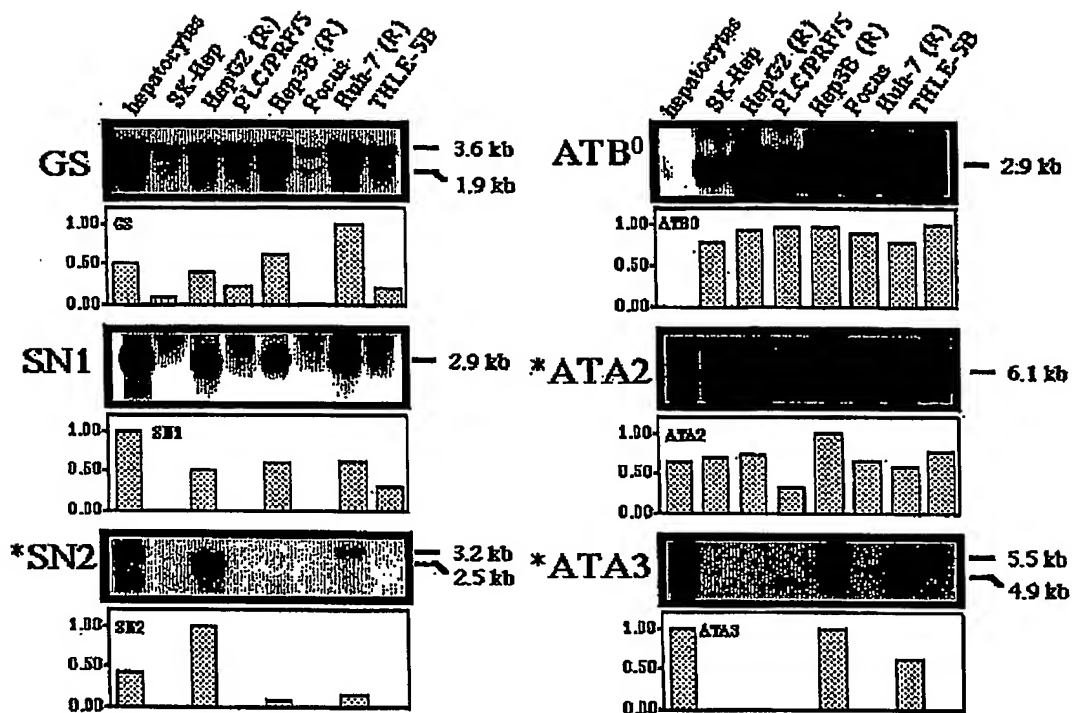 hepatocytes
SK-Hep
HepG2 (R)
PLC/PRF/5
Hep3B (R)
Focus
Huh-7 (R)
THLE-5B
GS
3.6 kb
1.9 kb
GS
1.00
0.50
0.00
SN1
2.9 kb
SN1
1.00
0.50
0.00
*SN2
3.2 kb
2.5 kb
SN2
1.00
0.50
0.00
hepatocytes
SK-Hep
HepG2 (R)
PLC/PRF/5
Hep3B (R)
Focus
Huh-7 (R)
THLE-5B
ATB⁰
2.9 kb
ATB0
1.00
0.50
0.00
*ATA2
6.1 kb
ATA2
1.00
0.50
0.00
*ATA3
5.5 kb
4.9 kb
ATA3
1.00
0.50
0.00